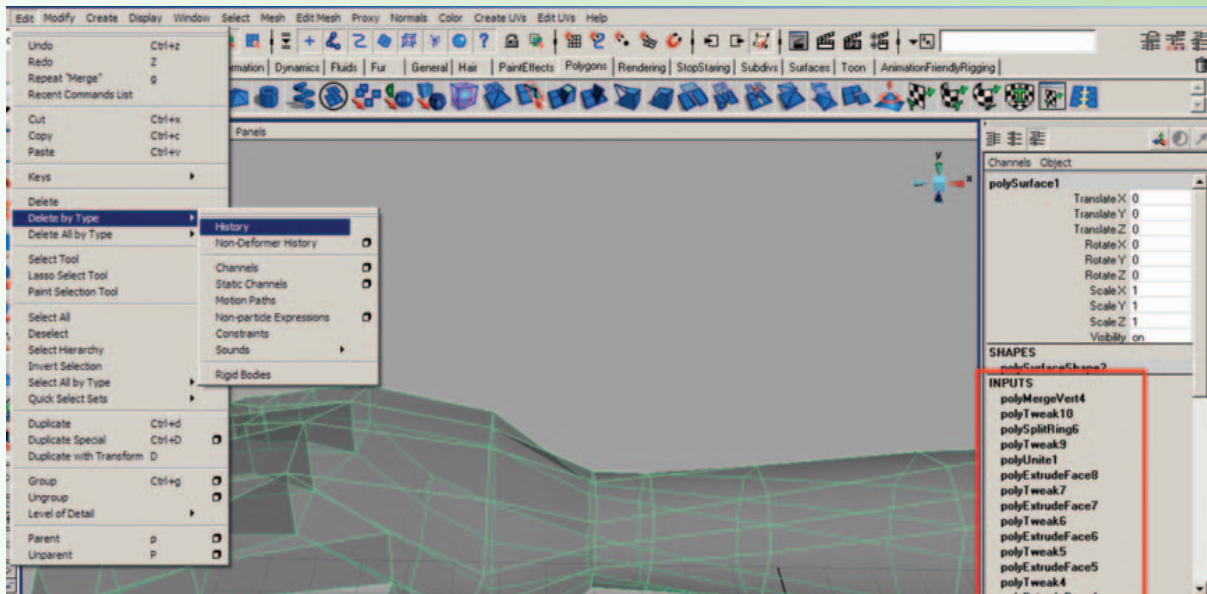 Edit Modify Create Display Window Select Mesh Edit Mesh Proxy Normals Color Create UVs Edit UVs Help
Undo Ctrl+z
Redo Z
Repeat "Merge" g
Recent Commands List
Cut Ctrl+x
Copy Ctrl+c
Paste Ctrl+v
Keys
Delete
Delete by Type
Delete All by Type
Select Tool
Lasso Select Tool
Paint Selection Tool
Select All
Deselect
Select Hierarchy
Invert Selection
Select All by Type
Quick Select Sets
Duplicate Ctrl+d
Duplicate Special Ctrl+D
Duplicate with Transform D
Group Ctrl+g
Ungroup
Level of Detail
Parent p
Unparent P
History
Non-Deformer History
Channels
Static Channels
Motion Paths
Non-particle Expressions
Constraints
Sounds
Rigid Bodies
mation Dynamics Fluids Fur General Hair PaintEffects Polygons Rendering StopStaring Subdivs Surfaces Toon AnimationFriendlyRigging
Panels
y
x
Channels Object
polySurface1
Translate X 0
Translate Y 0
Translate Z 0
Rotate X 0
Rotate Y 0
Rotate Z 0
Scale X 1
Scale Y 1
Scale Z 1
Visibility on
SHAPES
polySurfaceShape2
INPUTS
polyMergeVert4
polyTweak10
polySplitRing6
polyTweak9
polyUnite1
polyExtrudeFace8
polyTweak7
polyExtrudeFace7
polyTweak6
polyExtrudeFace6
polyTweak5
polyExtrudeFace5
polyTweak4